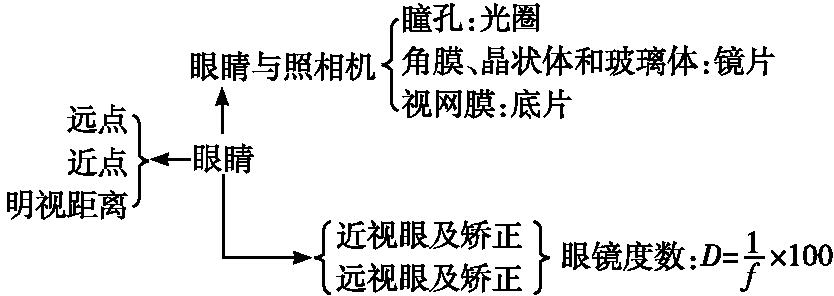 瞳孔:光圈
眼睛与照相机
角膜、晶状体和玻璃体:镜片
视网膜:底片
远点
近点
明视距离
眼睛
近视眼及矫正
远视眼及矫正
眼镜度数:D=1/f×100